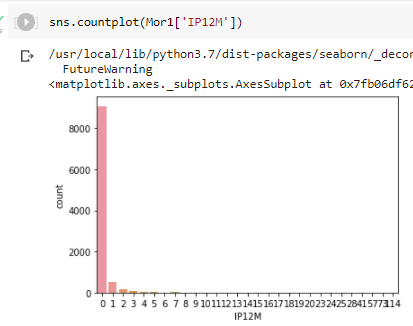 sns.countplot(Mor1['IP12M'])
/usr/local/lib/python3.7/dist-packages/seaborn/_decor
FutureWarning
<matplotlib.axes._subplots.AxesSubplot at 0x7fb06df62
8000
6000
4000
2000
0
count
0 1 2 3 4 5 6 7 8 9 10 11 12 13 14 15 16 17 18 19 20 23 24 25 28 41 57 73 114
IP12M